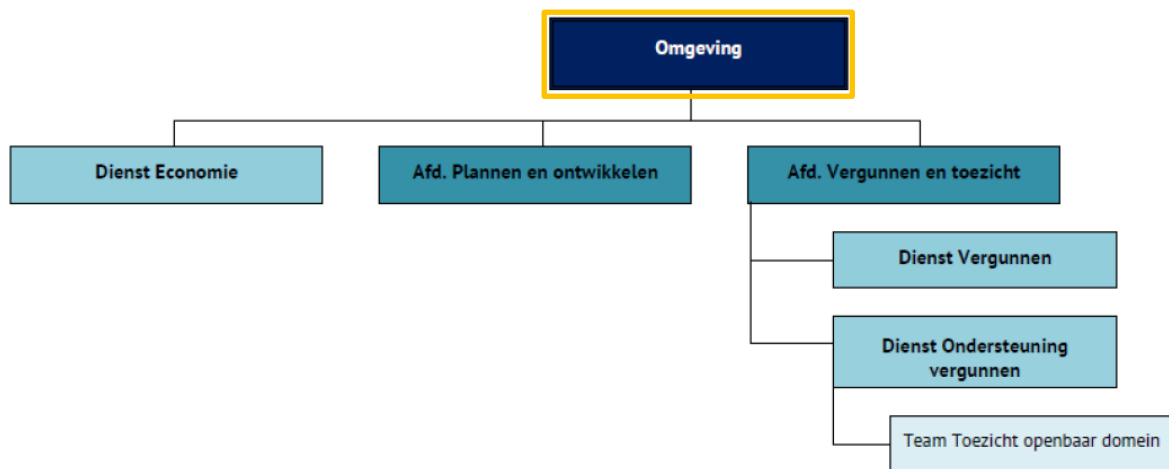 Omgeving
Dienst Economie
Afd. Plannen en ontwikkelen
Afd. Vergunnen en toezicht
Dienst Vergunnen
Dienst Ondersteuning
vergunnen
Team Toezicht openbaar domein